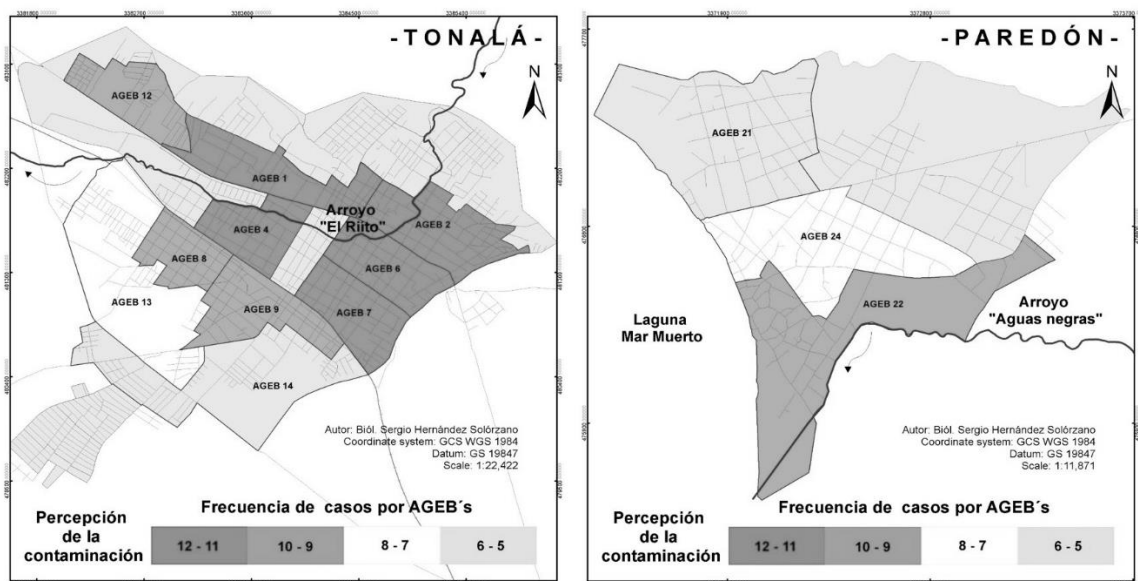 - TONALÁ -
N
AGEB 12
AGEB 1
Arroyo
"El Riito"
AGEB 2
AGEB 4
AGEB 8
AGEB 6
AGEB 13
AGEB 9
AGEB 7
AGEB 14
Autor: Biól. Sergio Hernández Solórzano
Coordinate system: GCS WGS 1984
Datum: GS 19847
Scale: 1:22,422
Percepción
de la
contaminación
Frecuencia de casos por AGEB´s
12 - 11
10 - 9
8 - 7
6 - 5
- PAREDÓN -
N
AGEB 21
AGEB 24
AGEB 22
Laguna
Mar Muerto
Arroyo
"Aguas negras"
Autor: Biól. Sergio Hernández Solórzano
Coordinate system: GCS WGS 1984
Datum: GS 19847
Scale: 1:11,871
Percepción
de la
contaminación
Frecuencia de casos por AGEB´s
12 - 11
10 - 9
8 - 7
6 - 5